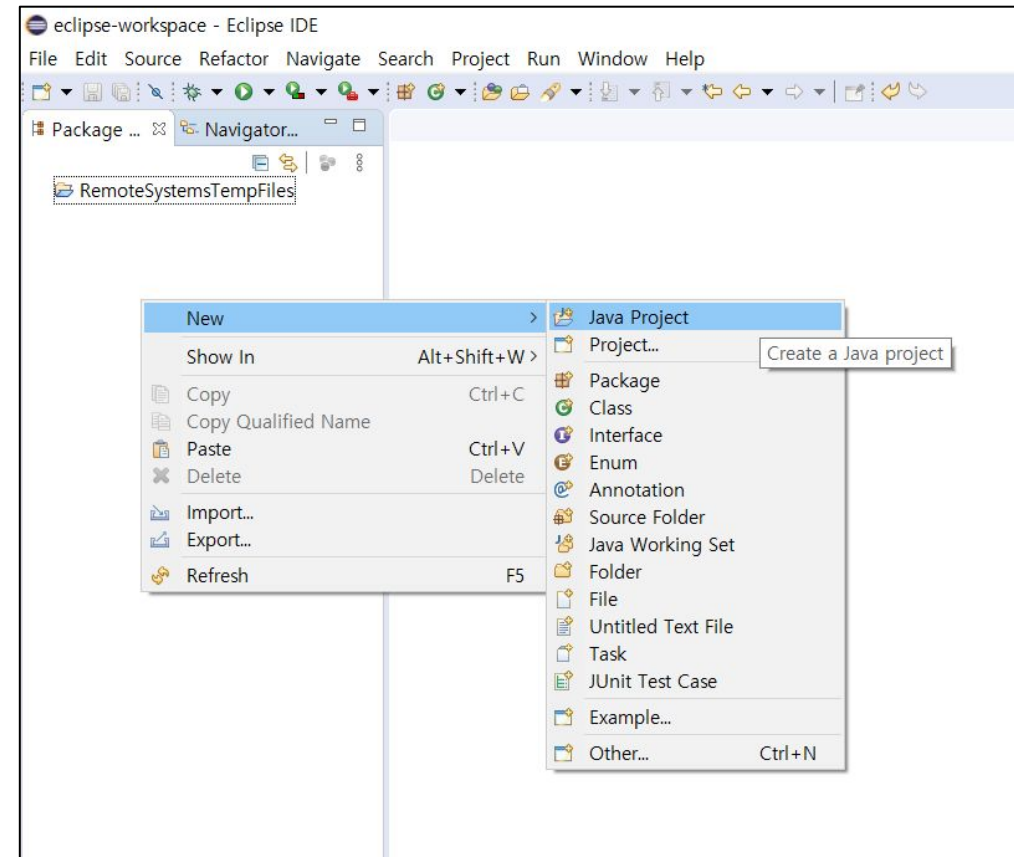 eclipse-workspace - Eclipse IDE
File Edit Source Refactor Navigate Search Project Run Window Help
Package ... Navigator...
RemoteSystemsTempFiles
New
Show In Alt+Shift+W
Copy Ctrl+C
Copy Qualified Name
Paste Ctrl+V
Delete Delete
Import...
Export...
Refresh F5
Java Project
Project...
Create a Java project
Package
Class
Interface
Enum
Annotation
Source Folder
Java Working Set
Folder
File
Untitled Text File
Task
JUnit Test Case
Example...
Other... Ctrl+N